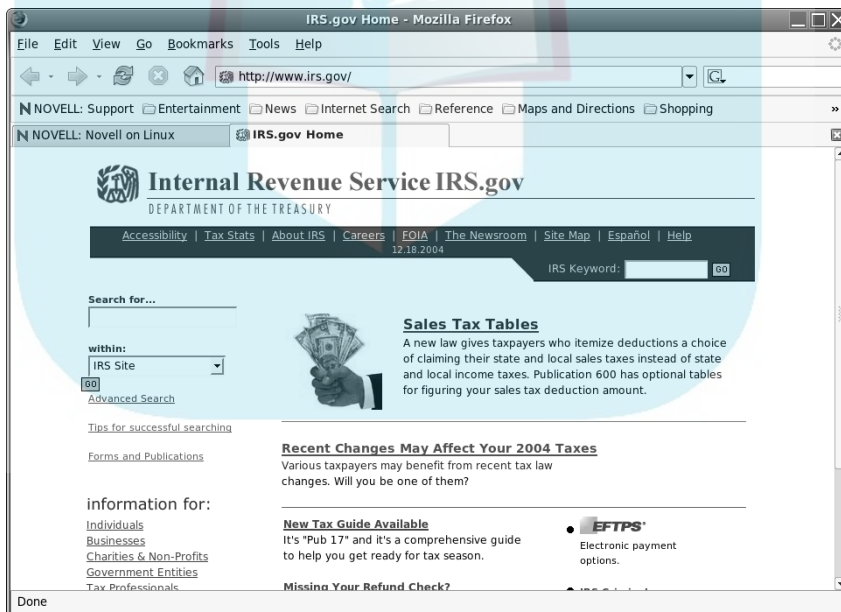 IRS.gov Home - Mozilla Firefox
File Edit View Go Bookmarks Tools Help
http://www.irs.gov/ G
N NOVELL: Support Entertainment News Internet Search Reference Maps and Directions Shopping »
N NOVELL: Novell on Linux IRS.gov Home
Internal Revenue Service IRS.gov
DEPARTMENT OF THE TREASURY
Accessibility | Tax Stats | About IRS | Careers | FOIA | The Newsroom | Site Map | Español | Help
12.18.2004
IRS Keyword: GO
Search for...
within:
IRS Site
GO
Advanced Search
Tips for successful searching
Forms and Publications
information for:
Individuals
Businesses
Charities & Non-Profits
Government Entities
Tax Professionals
Sales Tax Tables
A new law gives taxpayers who itemize deductions a choice
of claiming their state and local sales taxes instead of state
and local income taxes. Publication 600 has optional tables
for figuring your sales tax deduction amount.
Recent Changes May Affect Your 2004 Taxes
Various taxpayers may benefit from recent tax law
changes. Will you be one of them?
New Tax Guide Available
It's "Pub 17" and it's a comprehensive guide
to help you get ready for tax season.
Missing Your Refund Check?
EFTPS
Electronic payment
options.
Done